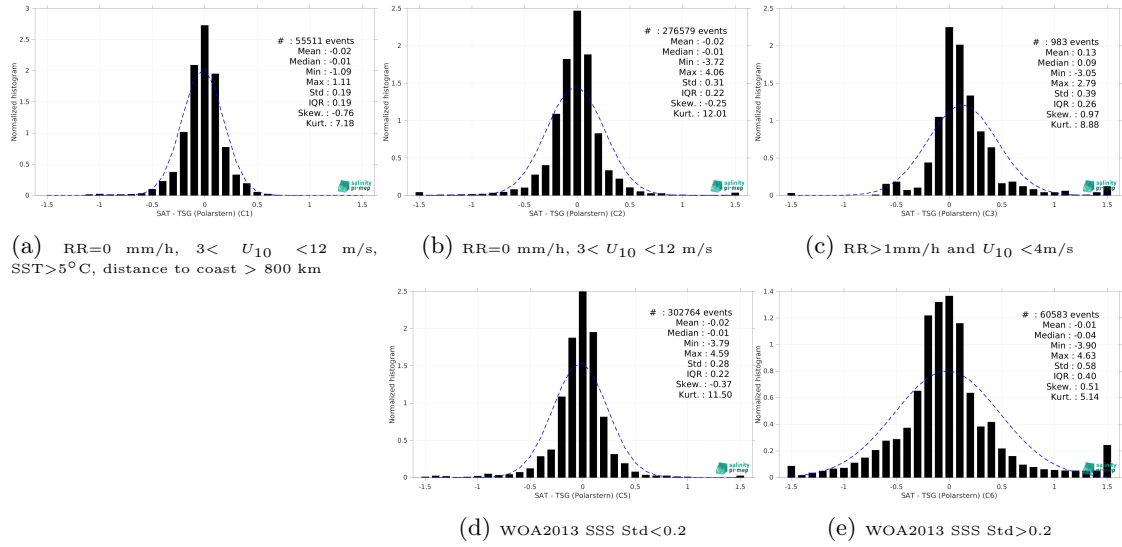 Normalized histogram
3
2.5
2
1.5
1
0.5
0
-1.5 -1 -0.5 0 0.5 1 1.5
SAT - TSG (Polarstern) (C1)
# : 55511 events
Mean : -0.02
Median : -0.01
Min : -1.09
Max : 1.11
Std : 0.19
IQR : 0.19
Skew. : -0.76
Kurt. : 7.18
salinity
pi-mep
(a) RR=0 mm/h, 3< U10 <12 m/s,
SST>5°C, distance to coast > 800 km
Normalized histogram
2.5
2
1.5
1
0.5
0
-1.5 -1 -0.5 0 0.5 1 1.5
SAT - TSG (Polarstern) (C2)
# : 276579 events
Mean : -0.02
Median : -0.01
Min : -3.72
Max : 4.06
Std : 0.31
IQR : 0.22
Skew. : -0.25
Kurt. : 12.01
salinity
pi-mep
(b) RR=0 mm/h, 3< U10 <12 m/s
Normalized histogram
2.5
2
1.5
1
0.5
0
-1.5 -1 -0.5 0 0.5 1 1.5
SAT - TSG (Polarstern) (C3)
# : 983 events
Mean : 0.13
Median : 0.09
Min : -3.05
Max : 2.79
Std : 0.39
IQR : 0.26
Skew. : 0.97
Kurt. : 8.88
salinity
pi-mep
(c) RR>1mm/h and U10 <4m/s
Normalized histogram
2.5
2
1.5
1
0.5
0
-1.5 -1 -0.5 0 0.5 1 1.5
SAT - TSG (Polarstern) (C5)
# : 302764 events
Mean : -0.02
Median : -0.01
Min : -3.79
Max : 4.59
Std : 0.28
IQR : 0.22
Skew. : -0.37
Kurt. : 11.50
salinity
pi-mep
(d) WOA2013 SSS Std<0.2
Normalized histogram
1.4
1.2
1
0.8
0.6
0.4
0.2
0
-1.5 -1 -0.5 0 0.5 1 1.5
SAT - TSG (Polarstern) (C6)
# : 60583 events
Mean : -0.01
Median : -0.04
Min : -3.90
Max : 4.63
Std : 0.58
IQR : 0.40
Skew. : 0.51
Kurt. : 5.14
salinity
pi-mep
(e) WOA2013 SSS Std>0.2